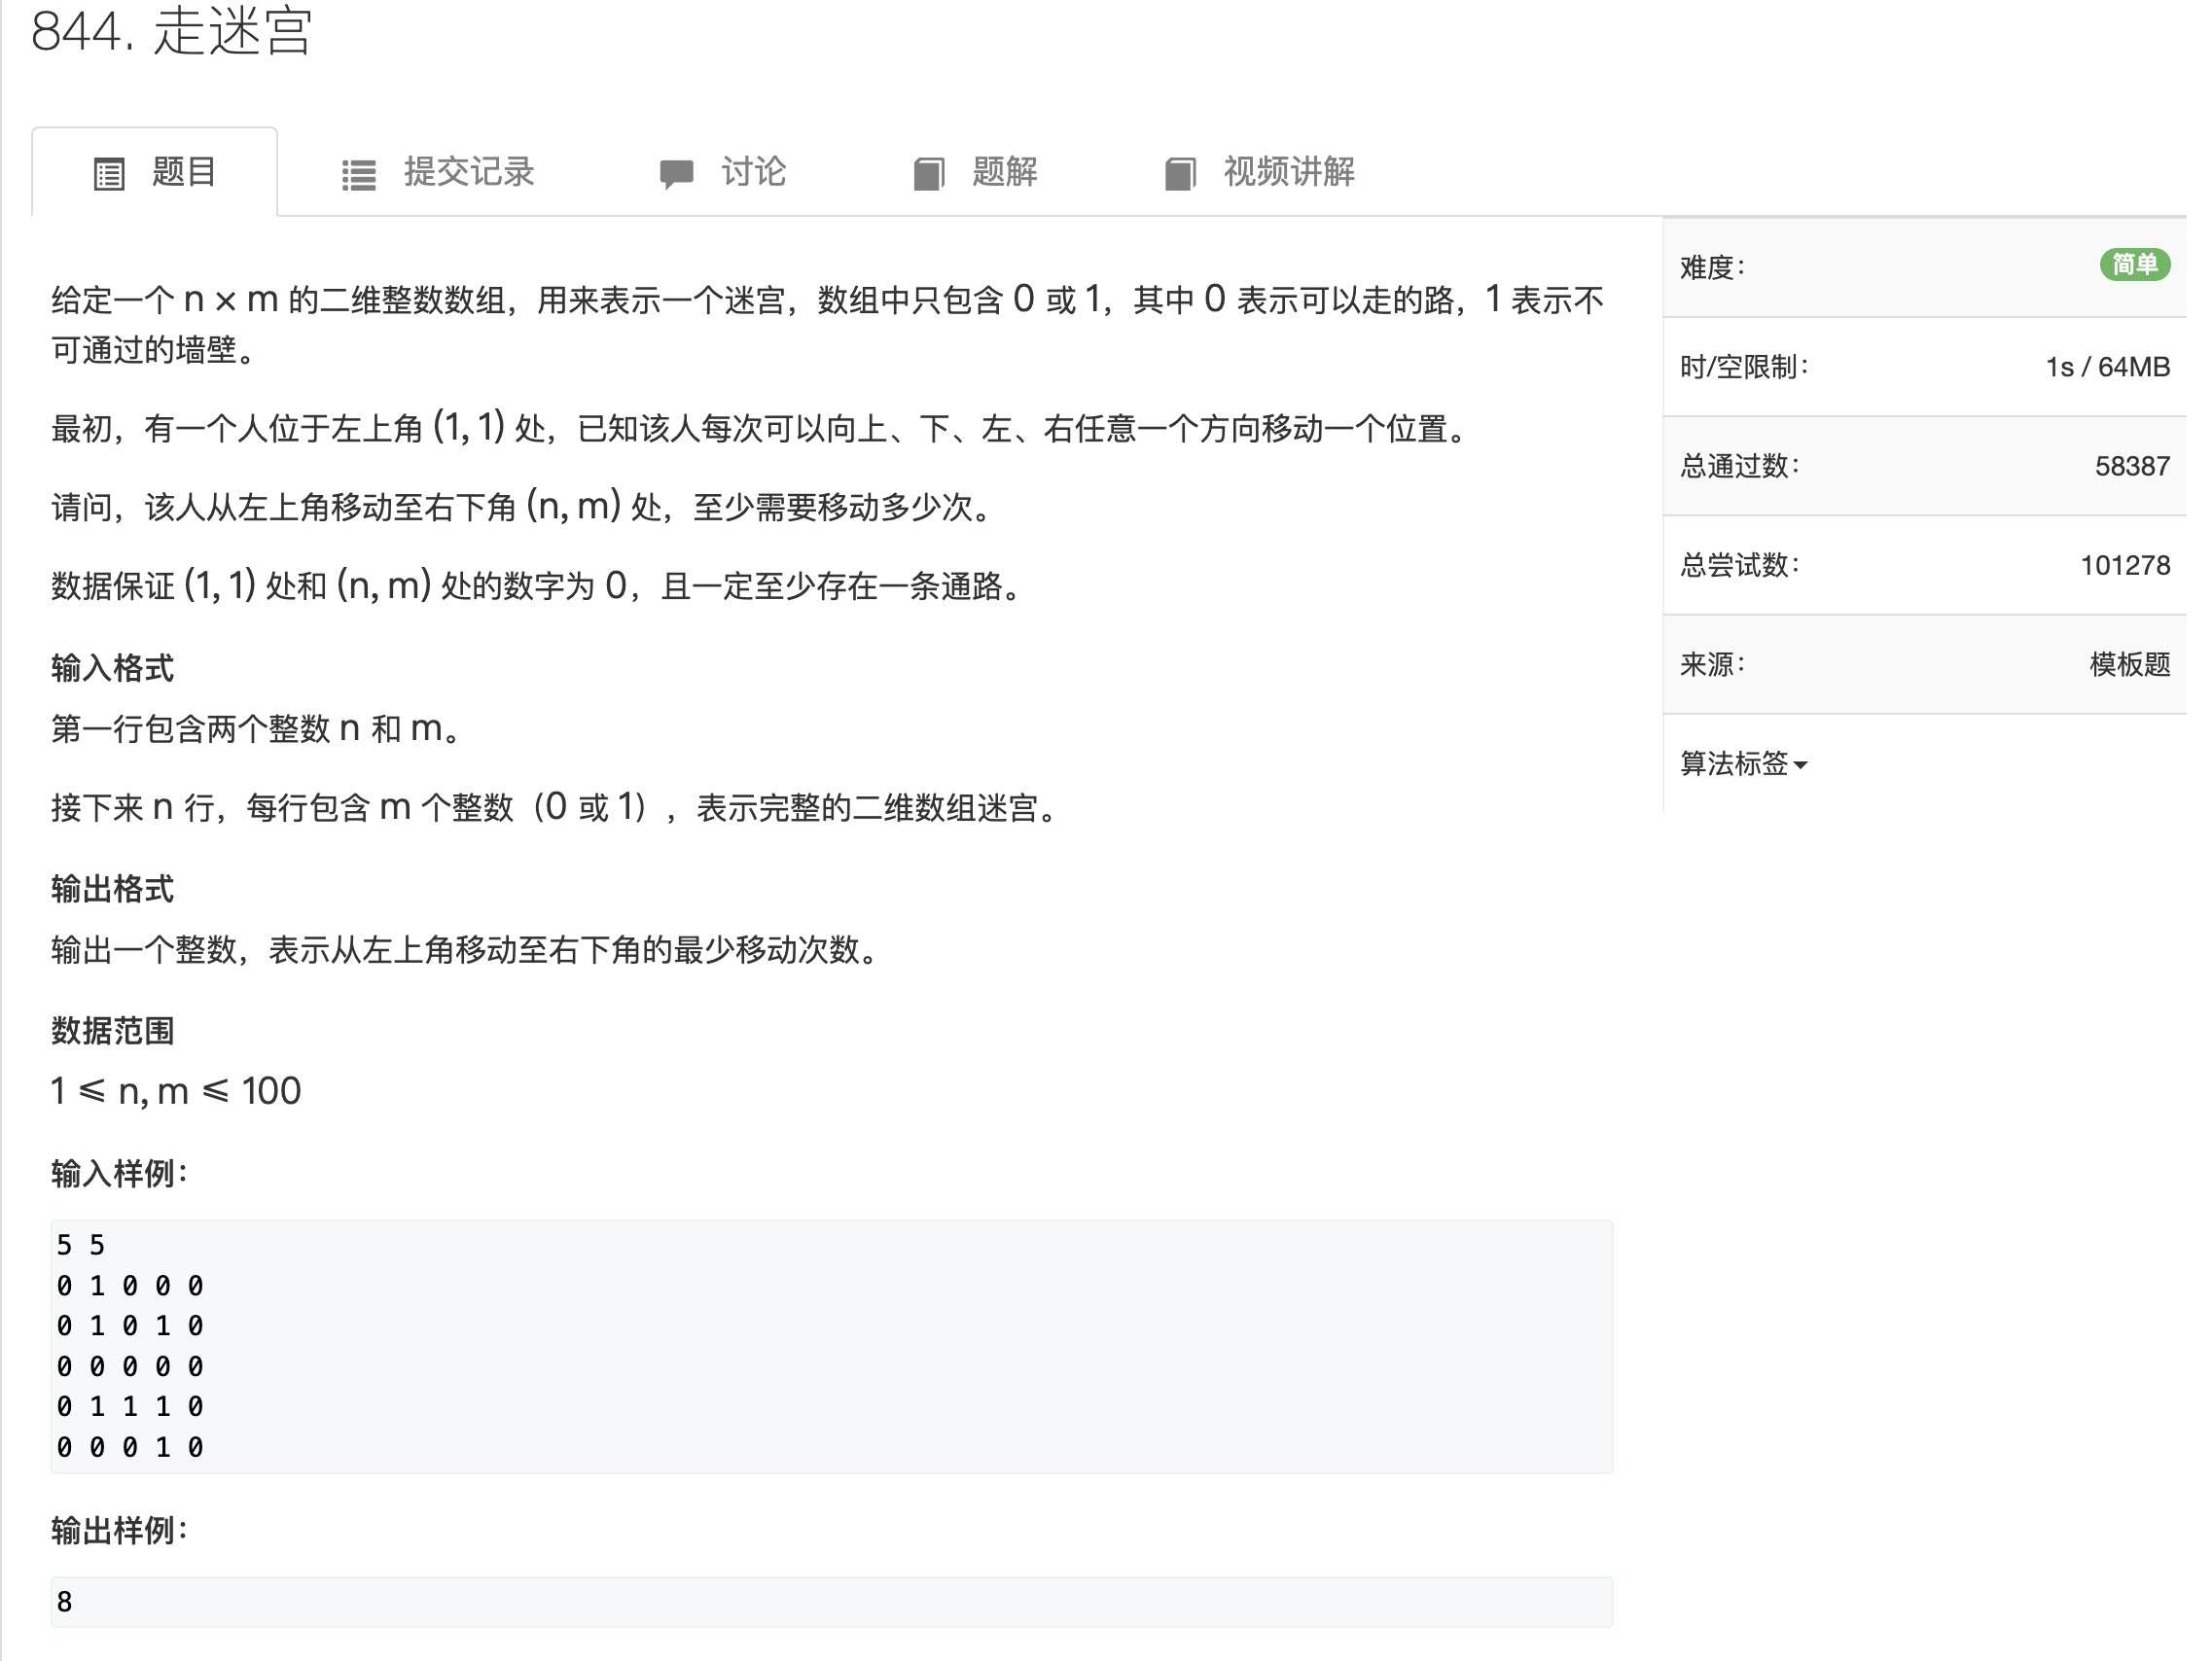 844. 走迷宫
题目 提交记录 讨论 题解 视频讲解
给定一个 n × m 的二维整数数组，用来表示一个迷宫，数组中只包含 0 或 1，其中 0 表示可以走的路，1 表示不
可通过的墙壁。
最初，有一个人位于左上角 (1, 1) 处，已知该人每次可以向上、下、左、右任意一个方向移动一个位置。
请问，该人从左上角移动至右下角 (n, m) 处，至少需要移动多少次。
数据保证 (1, 1) 处和 (n, m) 处的数字为 0，且一定至少存在一条通路。
输入格式
第一行包含两个整数 n 和 m。
接下来 n 行，每行包含 m 个整数（0 或 1），表示完整的二维数组迷宫。
输出格式
输出一个整数，表示从左上角移动至右下角的最少移动次数。
数据范围
1 ⩽ n, m ⩽ 100
输入样例：
5 5
0 1 0 0 0
0 1 0 1 0
0 0 0 0 0
0 1 1 1 0
0 0 0 1 0
输出样例：
8
难度： 简单
时/空限制： 1s / 64MB
总通过数： 58387
总尝试数： 101278
来源： 模板题
算法标签